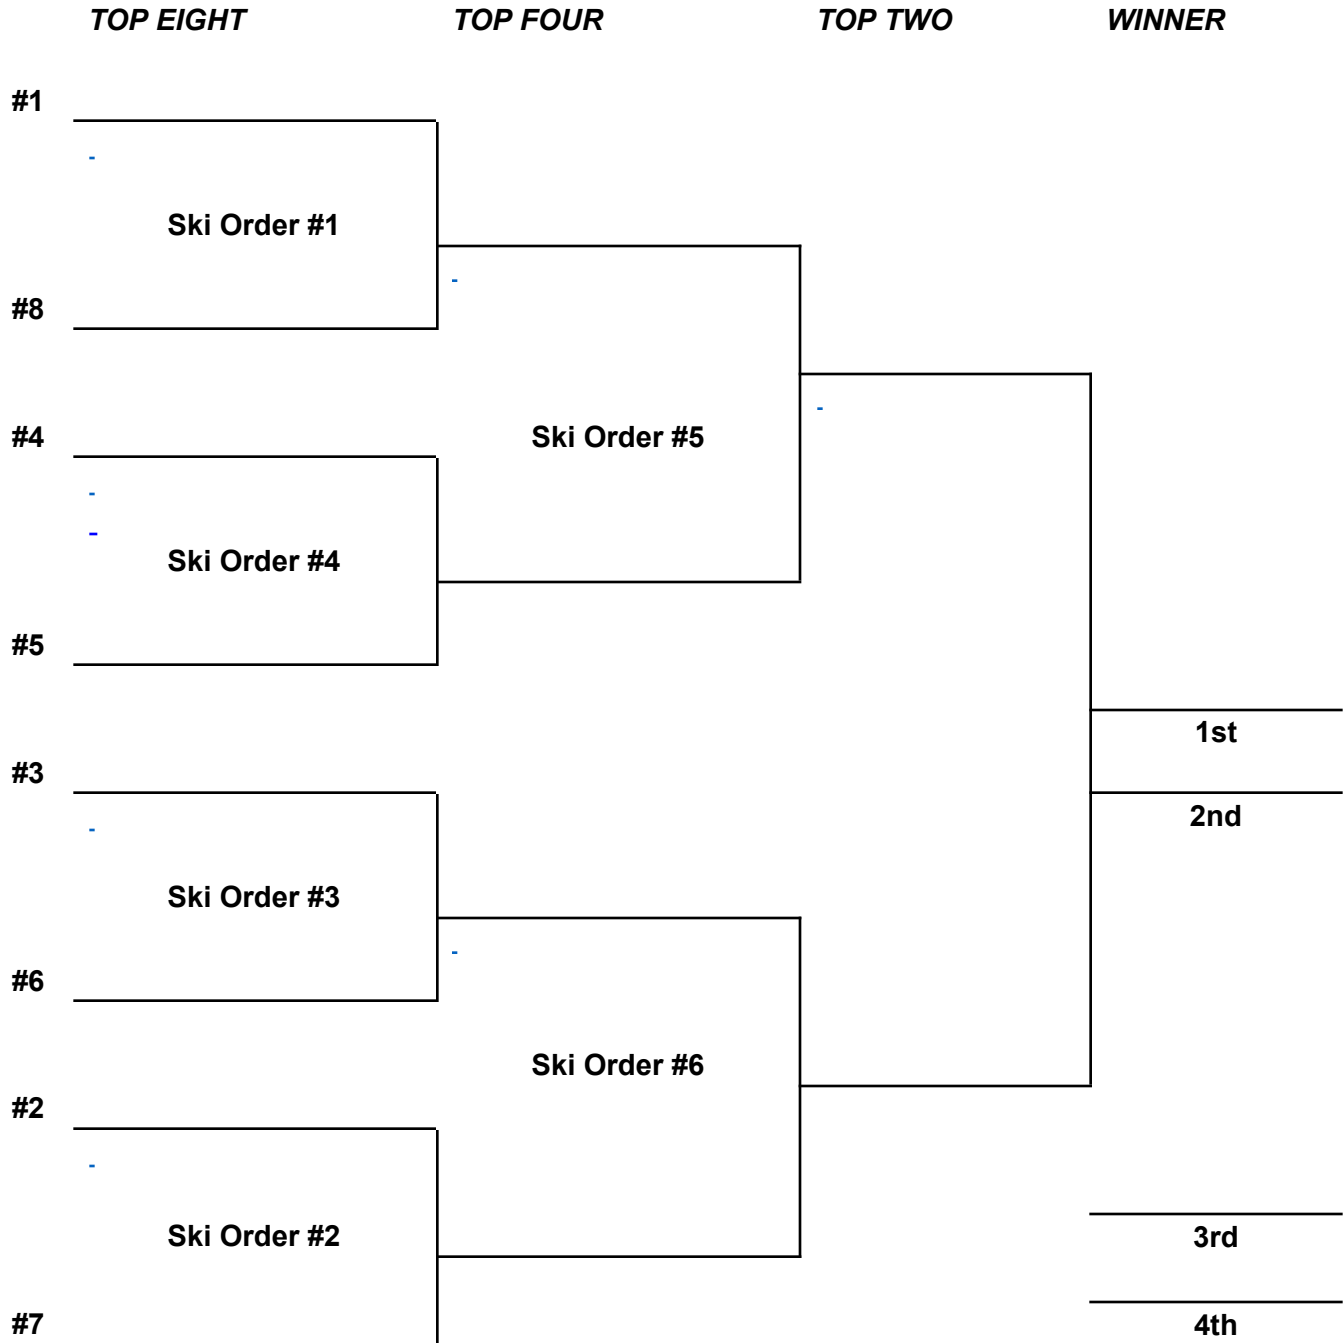 TOP EIGHT TOP FOUR TOP TWO WINNER
#1
-
Ski Order #1
-
#8
#4
Ski Order #5
-
-
-
Ski Order #4
#5
1st
#3
2nd
-
Ski Order #3
-
#6
Ski Order #6
#2
-
Ski Order #2
3rd
#7
4th